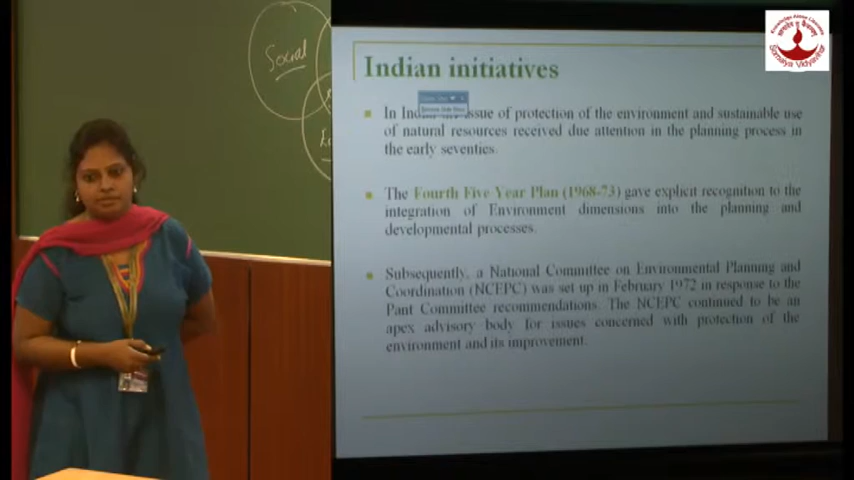 Social
Somaiya Vidyavihar
Indian initiatives
In issue of protection of the environment and sustainable use
of natural resources received due attention in the planning process in
the early seventies.
The Fourth Five Year Plan (1968-73) gave explicit recognition to the
integration of Environment dimensions into the planning and
developmental processes.
Subsequently, a National Committee on Environmental Planning and
Coordination (NCEPC) was set up in February 1972 in response to the
Pant Committee recommendations. The NCEPC continued to be an
apex advisory body for issues concerned with protection of the
environment and its improvement.